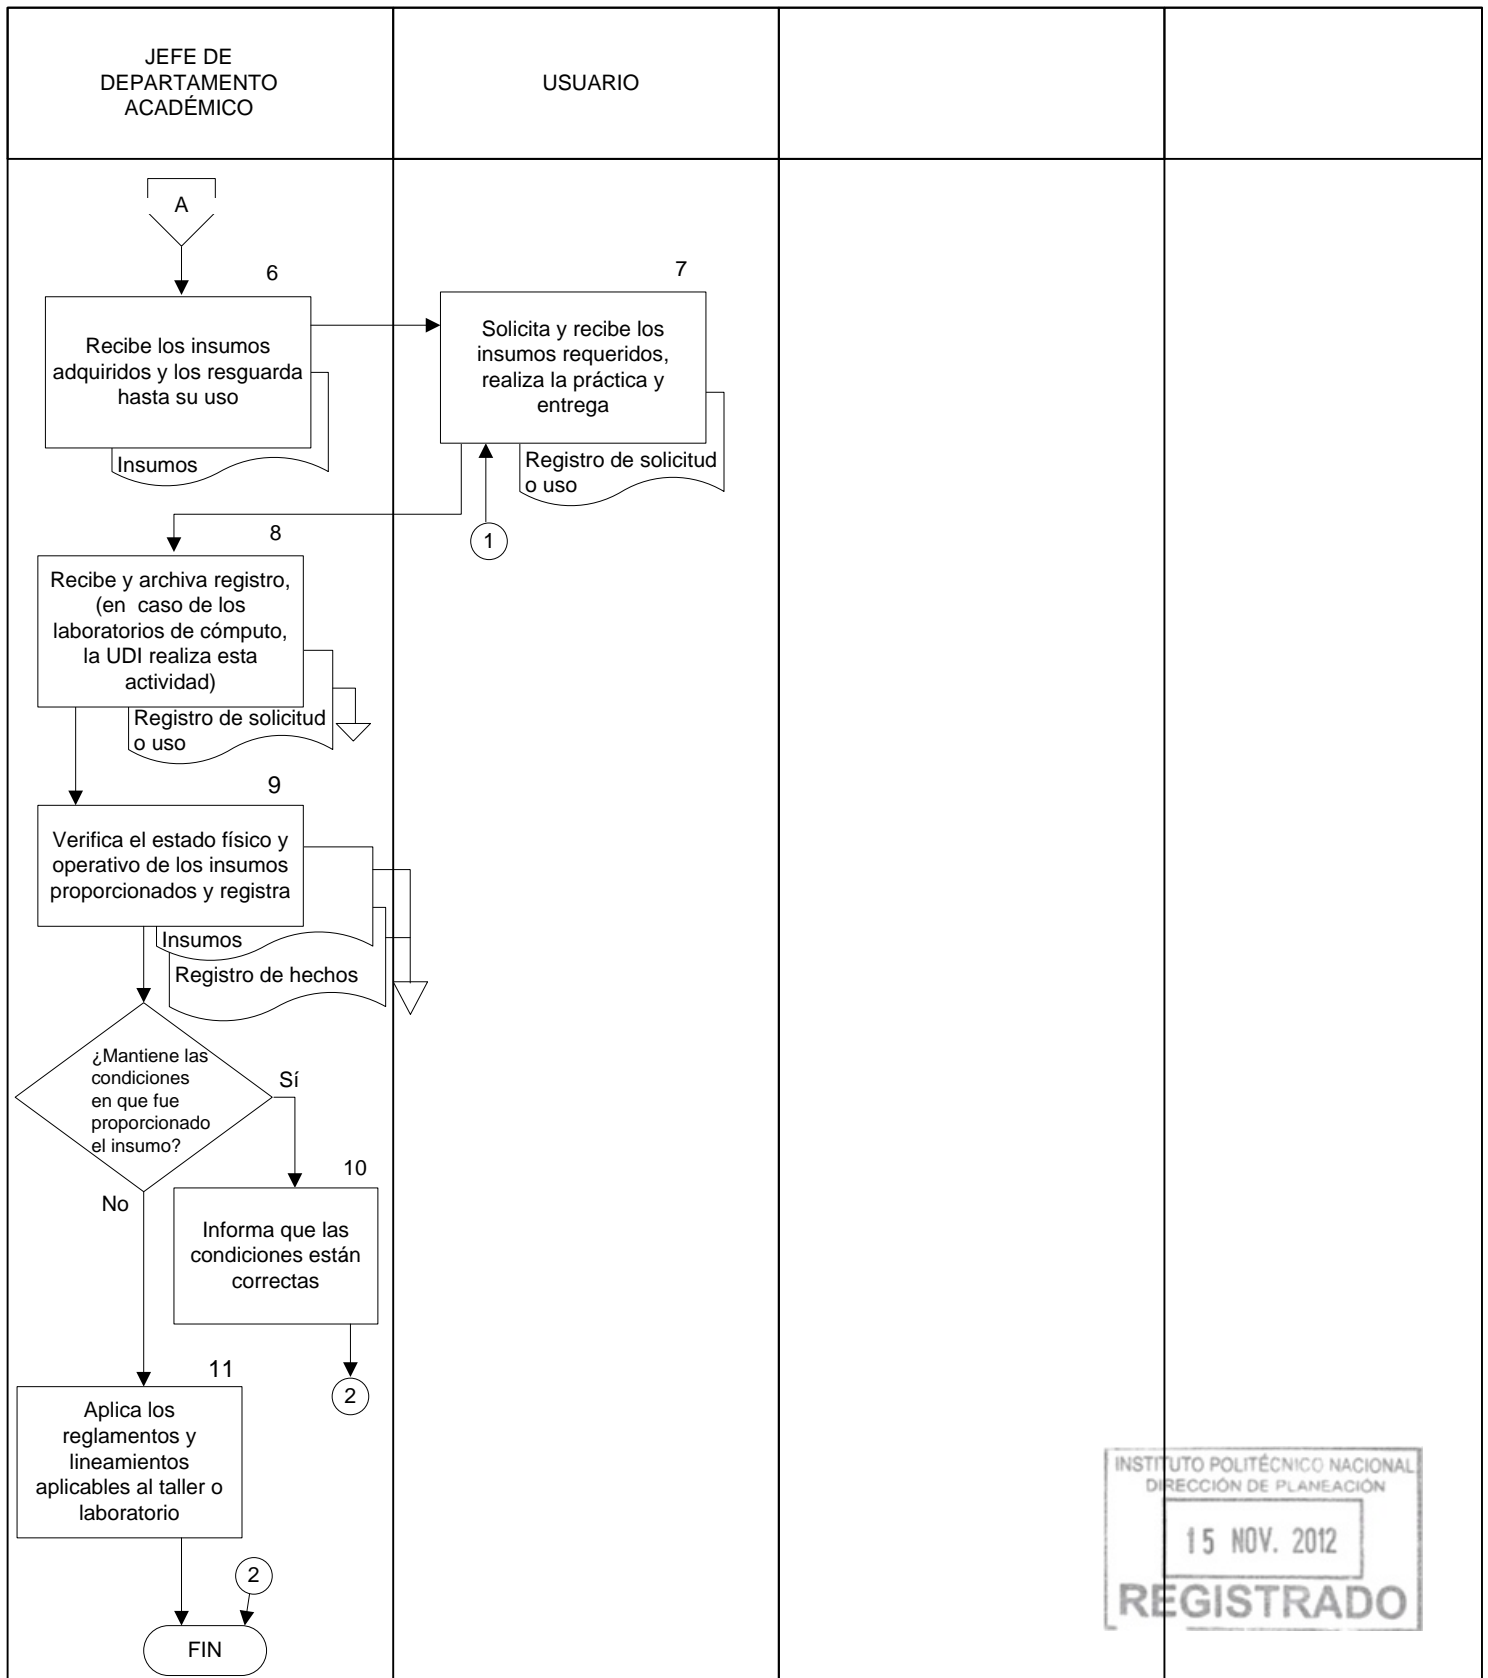 JEFE DE
DEPARTAMENTO
ACADÉMICO
USUARIO
A
6
Recibe los insumos
adquiridos y los resguarda
hasta su uso
Insumos
7
Solicita y recibe los
insumos requeridos,
realiza la práctica y
entrega
Registro de solicitud
o uso
1
8
Recibe y archiva registro,
(en caso de los
laboratorios de cómputo,
la UDI realiza esta
actividad)
Registro de solicitud
o uso
9
Verifica el estado físico y
operativo de los insumos
proporcionados y registra
Insumos
Registro de hechos
¿Mantiene las
condiciones
en que fue
proporcionado
el insumo?
Sí
No
10
Informa que las
condiciones están
correctas
2
11
Aplica los
reglamentos y
lineamientos
aplicables al taller o
laboratorio
2
FIN
INSTITUTO POLITÉCNICO NACIONAL
DIRECCIÓN DE PLANEACIÓN
15 NOV. 2012
REGISTRADO